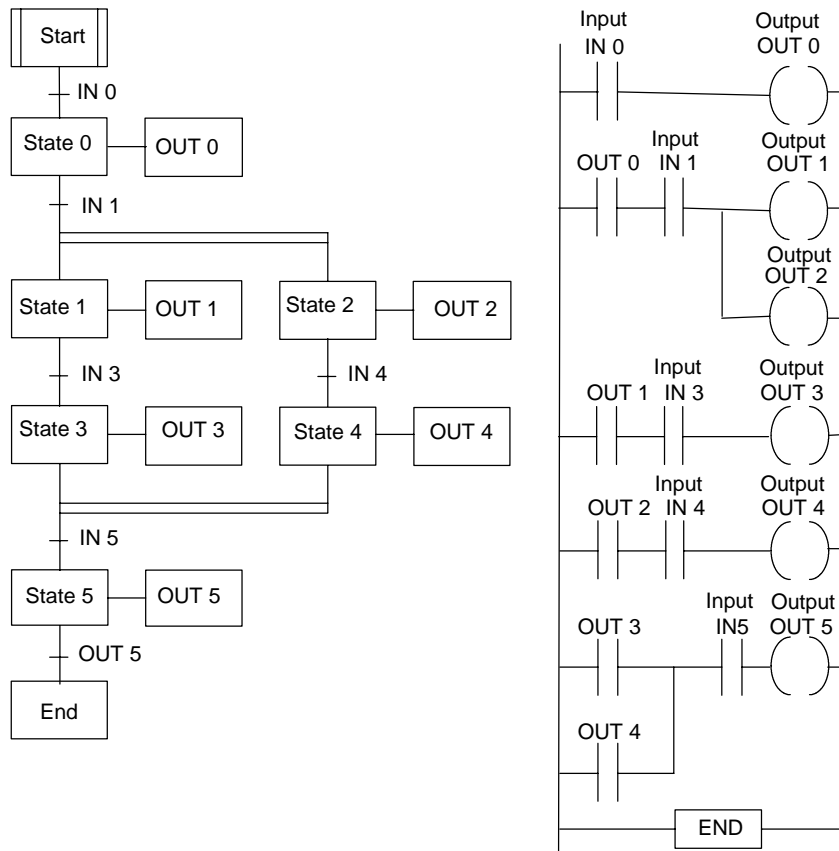 Start
IN 0
State 0
OUT 0
IN 1
State 1
OUT 1
State 2
OUT 2
IN 3
IN 4
State 3
OUT 3
State 4
OUT 4
IN 5
State 5
OUT 5
OUT 5
End
Input
IN 0
Output
OUT 0
OUT 0
Input
IN 1
Output
OUT 1
Output
OUT 2
OUT 1
Input
IN 3
Output
OUT 3
OUT 2
Input
IN 4
Output
OUT 4
OUT 3
Input
IN5
Output
OUT 5
OUT 4
END